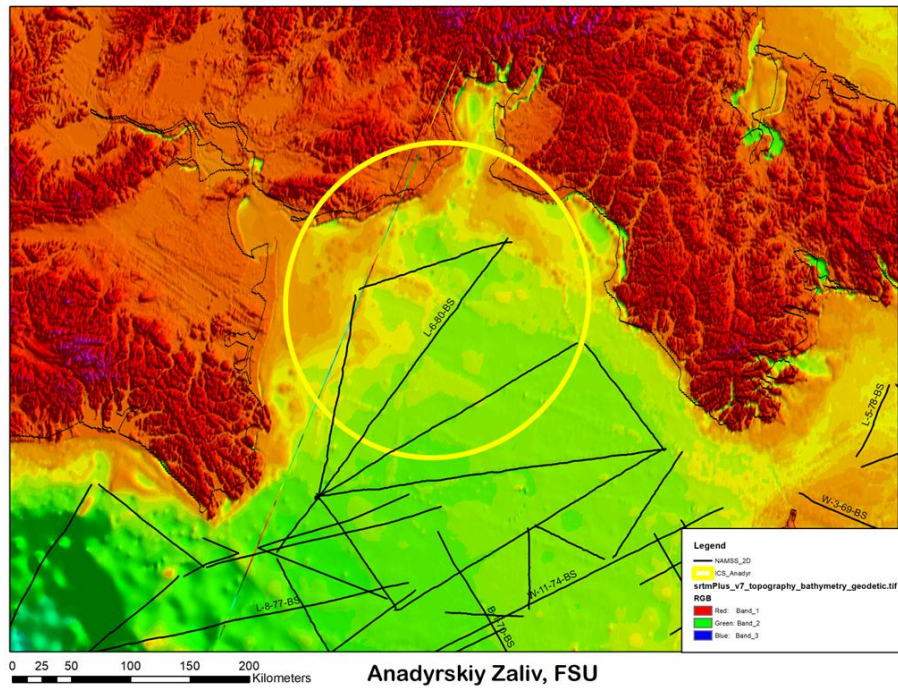 L-6-80-BS
L-5-78-BS
W-3-69-BS
L-8-77-BS
W-11-74-BS
Legend
NAMSS_2D
ICS_Anadyr
srtmPlus_v7_topography_bathymetry_geodetic.tif
RGB
Red: Band_1
Green: Band_2
Blue: Band_3
0 25 50 100 150 200
Kilometers
Anadyrskiy Zaliv, FSU